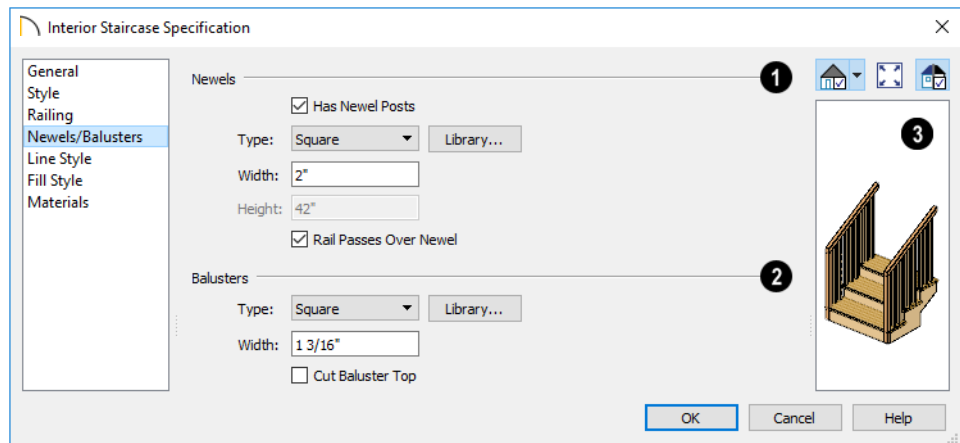 Interior Staircase Specification
General
Style
Railing
Newels/Balusters
Line Style
Fill Style
Materials
Newels
1
Has Newel Posts
Type: Square Library...
Width: 2"
Height: 42"
Rail Passes Over Newel
Balusters
2
Type: Square Library...
Width: 1 3/16"
Cut Baluster Top
3
OK Cancel Help